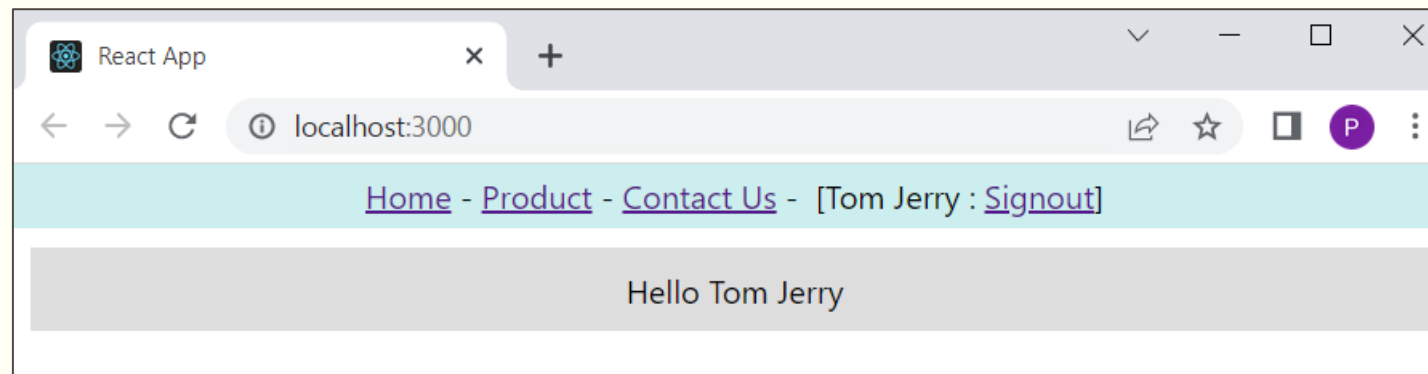 React App
localhost:3000
P
Home - Product - Contact Us - [Tom Jerry : Signout]
Hello Tom Jerry